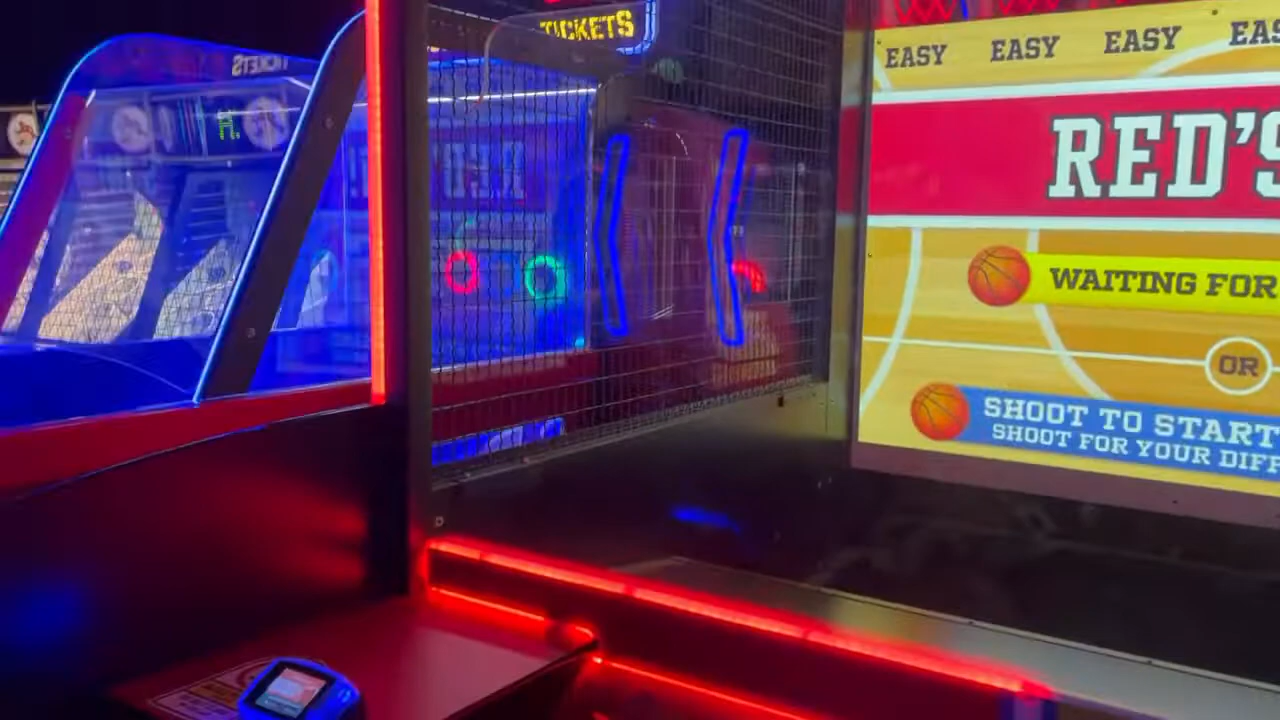 TICKETS
EASY EASY EASY EAS
RED'S
WAITING FOR
OR
SHOOT TO START
SHOOT FOR YOUR DIFF